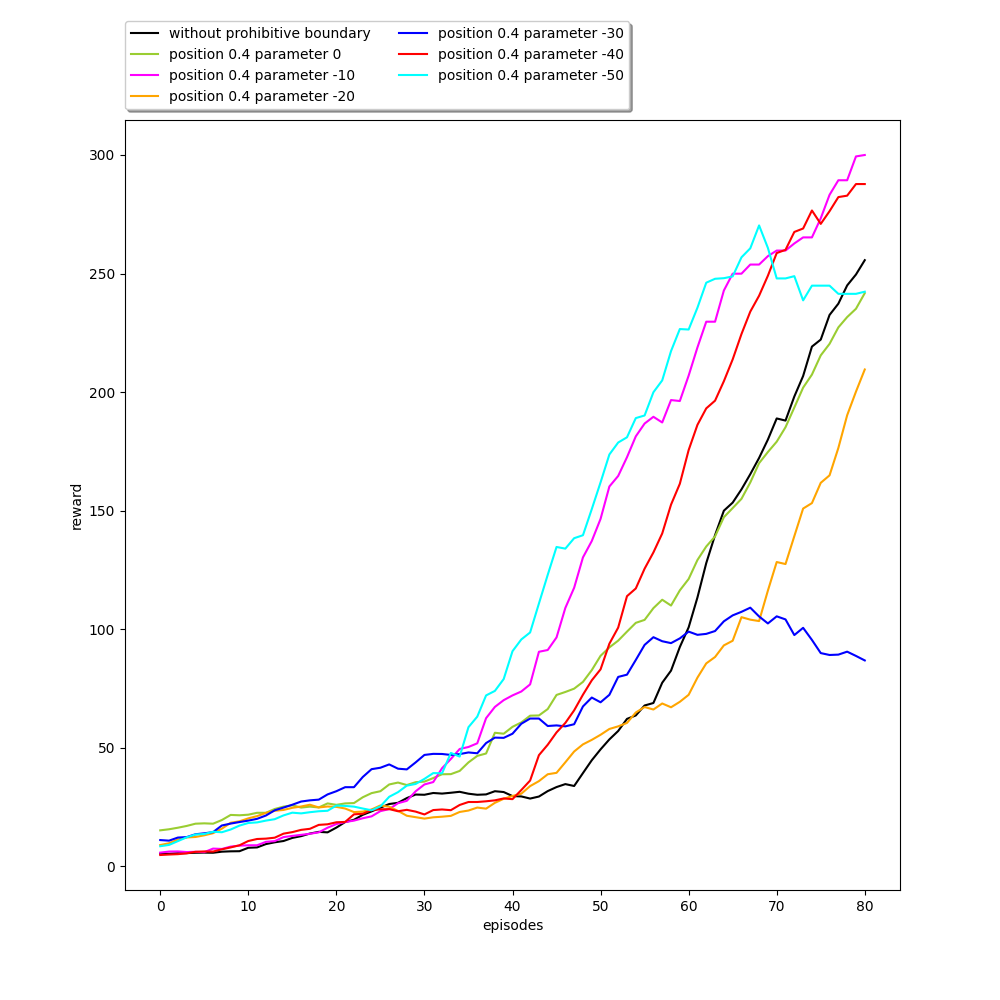 without prohibitive boundary
position 0.4 parameter 0
position 0.4 parameter -10
position 0.4 parameter -20
position 0.4 parameter -30
position 0.4 parameter -40
position 0.4 parameter -50
300
250
200
150
100
50
0
reward
0 10 20 30 40 50 60 70 80
episodes